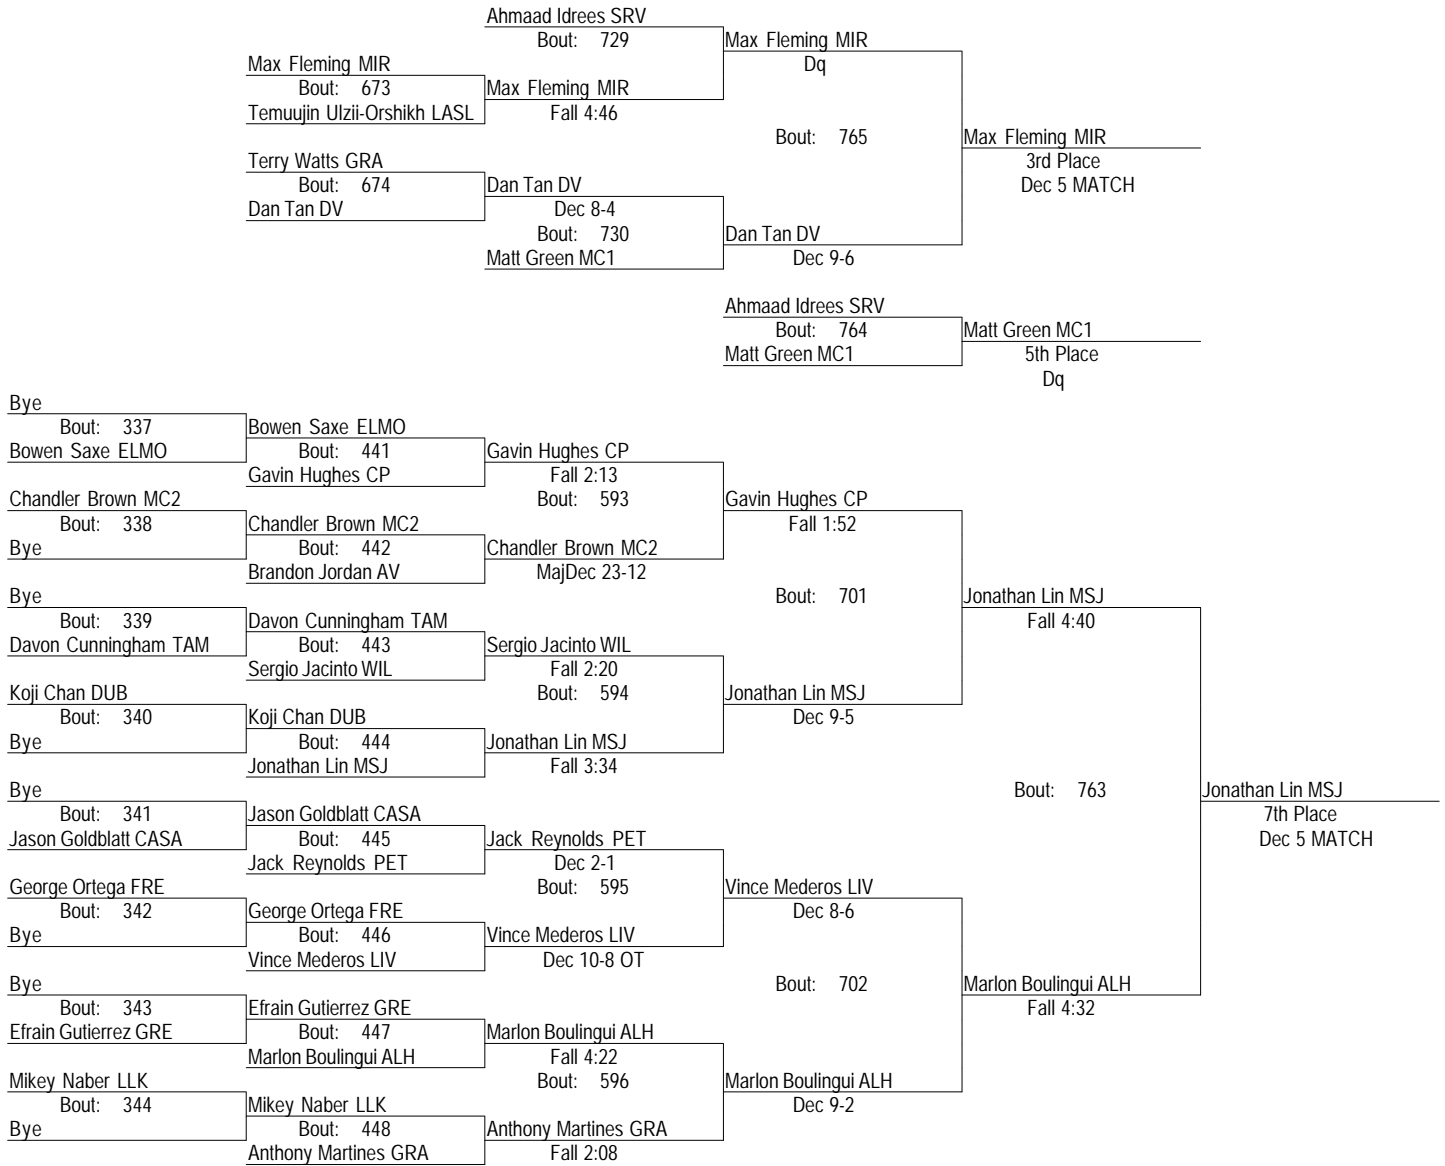 Ahmaad Idrees SRV
Bout: 729
Max Fleming MIR
Dq
Max Fleming MIR
Bout: 673
Temuujin Ulzii-Orshikh LASL
Max Fleming MIR
Fall 4:46
Bout: 765
Max Fleming MIR
3rd Place
Dec 5 MATCH
Terry Watts GRA
Bout: 674
Dan Tan DV
Dan Tan DV
Dec 8-4
Bout: 730
Matt Green MC1
Dan Tan DV
Dec 9-6
Ahmaad Idrees SRV
Bout: 764
Matt Green MC1
Matt Green MC1
5th Place
Dq
Bye
Bout: 337
Bowen Saxe ELMO
Bowen Saxe ELMO
Bout: 441
Gavin Hughes CP
Gavin Hughes CP
Fall 2:13
Bout: 593
Chandler Brown MC2
Bout: 338
Bye
Chandler Brown MC2
Bout: 442
Brandon Jordan AV
Chandler Brown MC2
MajDec 23-12
Gavin Hughes CP
Fall 1:52
Bout: 701
Bye
Bout: 339
Davon Cunningham TAM
Davon Cunningham TAM
Bout: 443
Sergio Jacinto WIL
Sergio Jacinto WIL
Fall 2:20
Bout: 594
Koji Chan DUB
Bout: 340
Bye
Koji Chan DUB
Bout: 444
Jonathan Lin MSJ
Jonathan Lin MSJ
Fall 3:34
Jonathan Lin MSJ
Dec 9-5
Jonathan Lin MSJ
Fall 4:40
Bout: 763
Jonathan Lin MSJ
7th Place
Dec 5 MATCH
Bye
Bout: 341
Jason Goldblatt CASA
Jason Goldblatt CASA
Bout: 445
Jack Reynolds PET
Jack Reynolds PET
Dec 2-1
Bout: 595
George Ortega FRE
Bout: 342
Bye
George Ortega FRE
Bout: 446
Vince Mederos LIV
Vince Mederos LIV
Dec 10-8 OT
Vince Mederos LIV
Dec 8-6
Bout: 702
Marlon Boulingui ALH
Fall 4:32
Bye
Bout: 343
Efrain Gutierrez GRE
Efrain Gutierrez GRE
Bout: 447
Marlon Boulingui ALH
Marlon Boulingui ALH
Fall 4:22
Bout: 596
Mikey Naber LLK
Bout: 344
Bye
Mikey Naber LLK
Bout: 448
Anthony Martines GRA
Anthony Martines GRA
Fall 2:08
Marlon Boulingui ALH
Dec 9-2